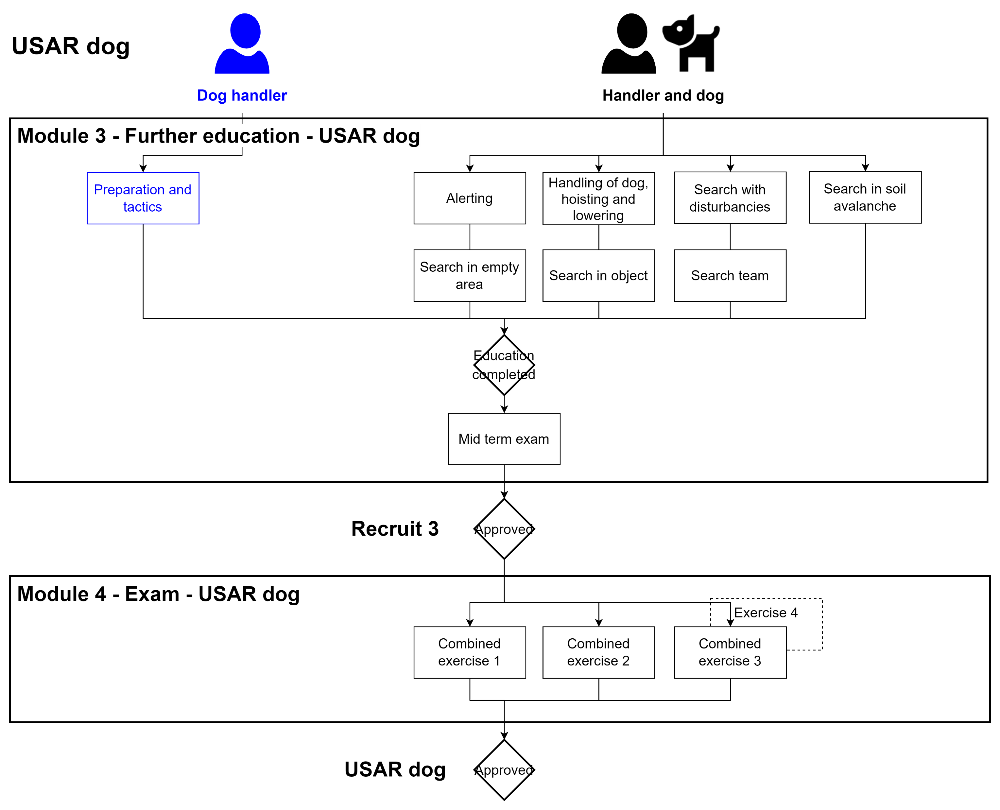 USAR dog
Dog handler
Handler and dog
Module 3 - Further education - USAR dog
Preparation and
tactics
Alerting
Handling of dog,
hoisting and
lowering
Search with
disturbancies
Search in soil
avalanche
Search in empty
area
Search in object
Search team
Education
completed
Mid term exam
Recruit 3
Approved
Module 4 - Exam - USAR dog
Exercise 4
Combined
exercise 1
Combined
exercise 2
Combined
exercise 3
USAR dog
Approved